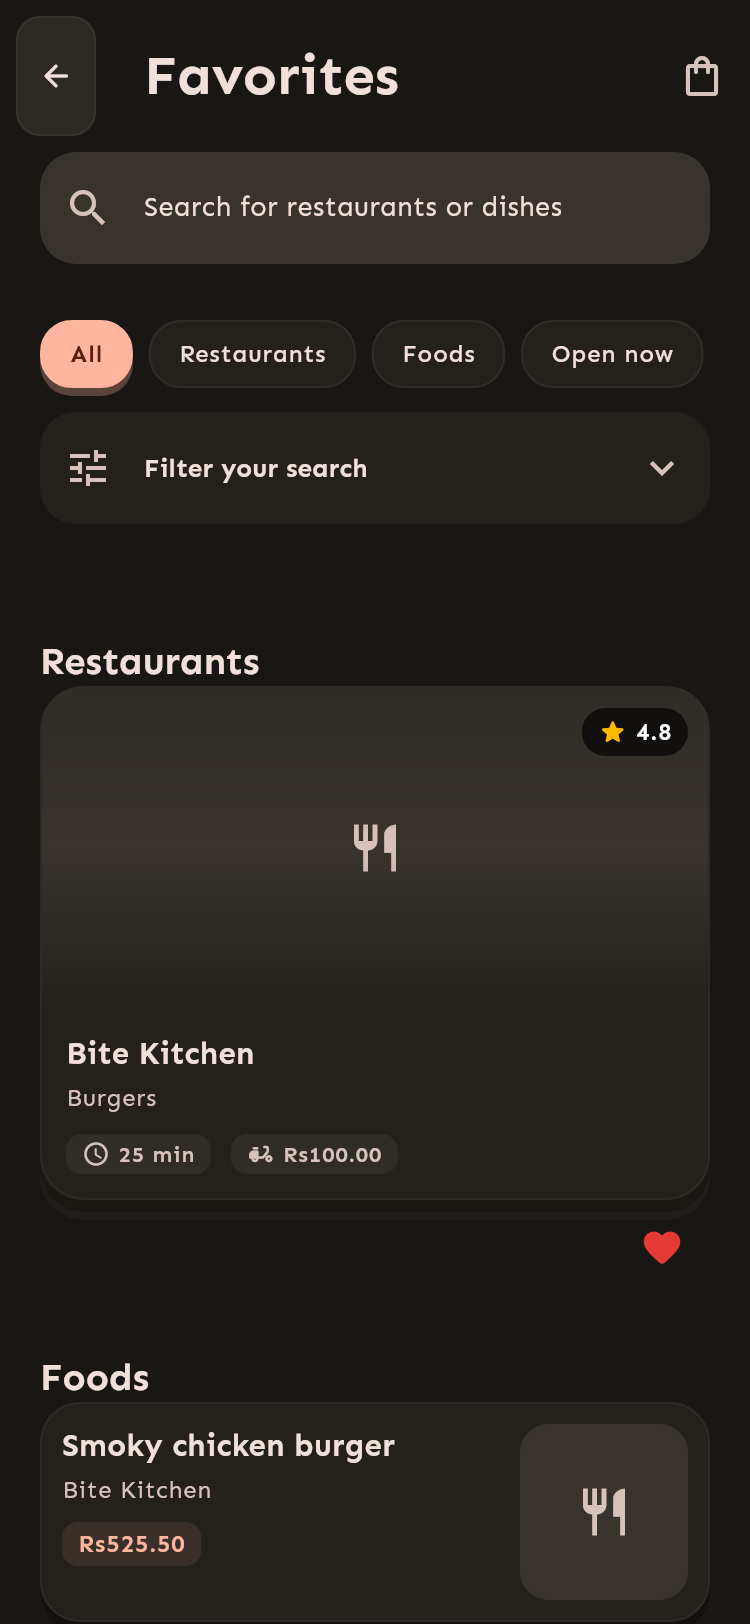 Favorites
Search for restaurants or dishes
All
Restaurants
Foods
Open now
Filter your search
Restaurants
4.8
Bite Kitchen
Burgers
25 min
Rs100.00
Foods
Smoky chicken burger
Bite Kitchen
Rs525.50